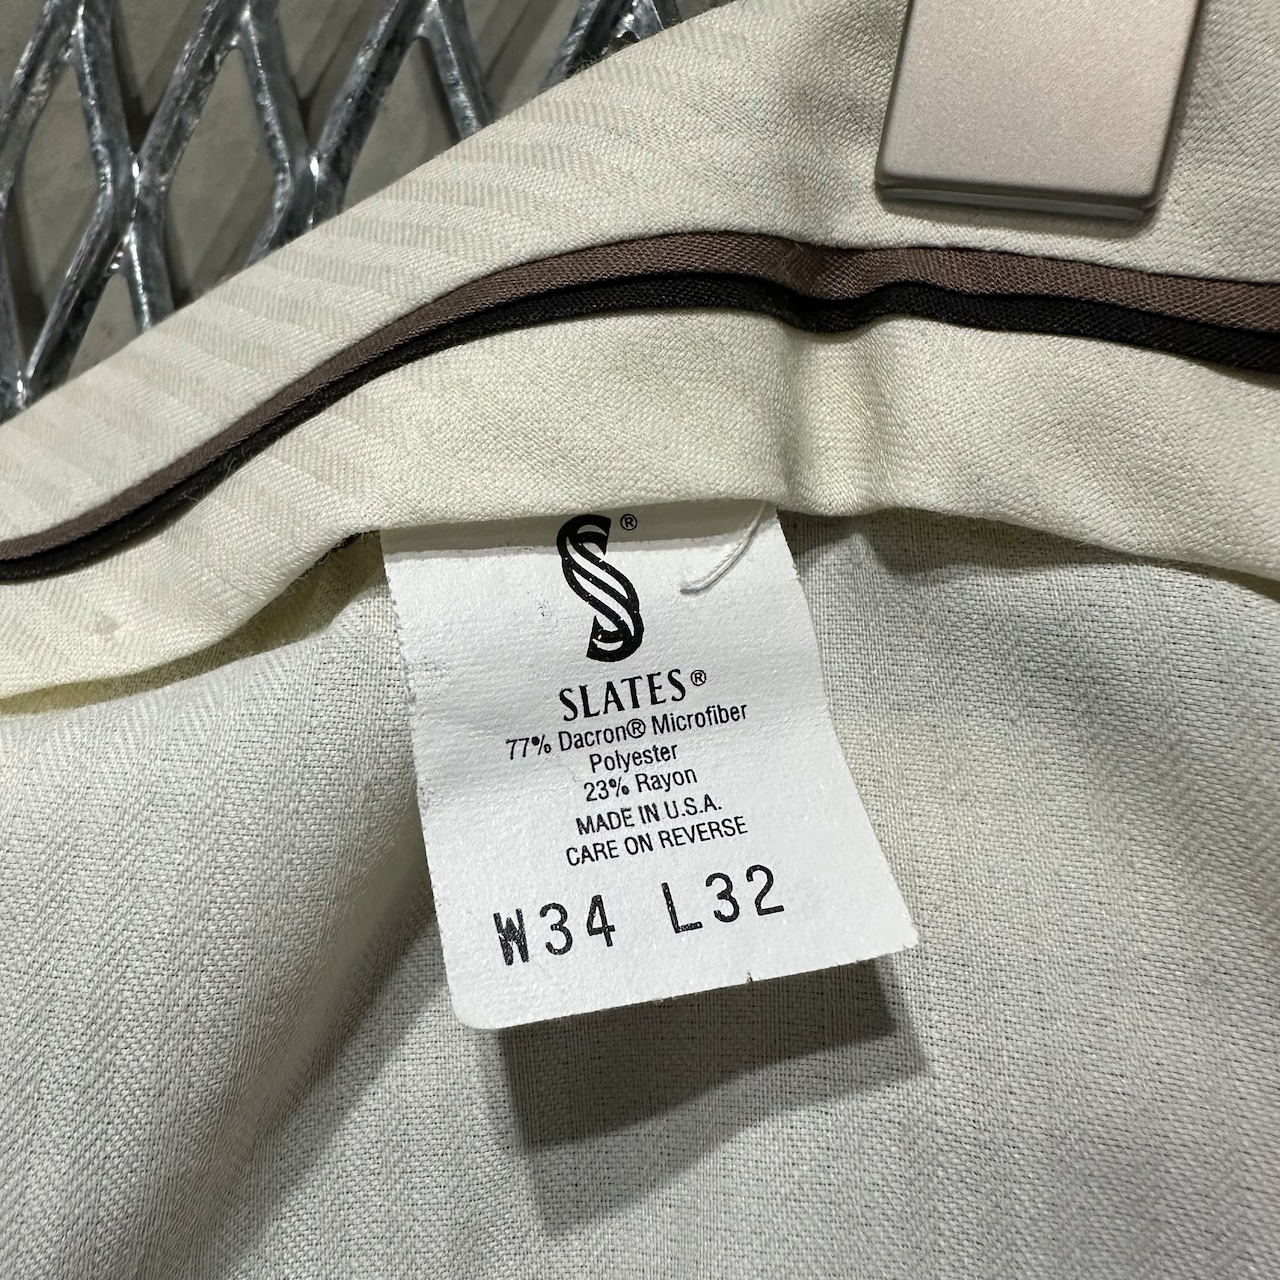 S®
SLATES®
77% Dacron® Microfiber
Polyester
23% Rayon
MADE IN U.S.A.
CARE ON REVERSE
W34 L32